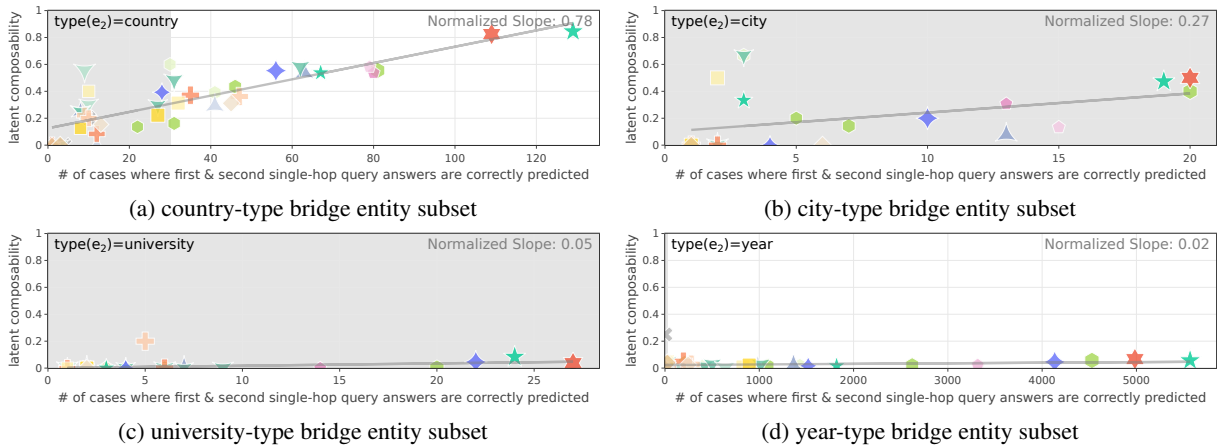 type(e₂)=country
Normalized Slope: 0.78
latent composability
1
0.8
0.6
0.4
0.2
0
0 20 40 60 80 100 120
# of cases where first & second single-hop query answers are correctly predicted
(a) country-type bridge entity subset
type(e₂)=city
Normalized Slope: 0.27
latent composability
1
0.8
0.6
0.4
0.2
0
0 5 10 15 20
# of cases where first & second single-hop query answers are correctly predicted
(b) city-type bridge entity subset
type(e₂)=university
Normalized Slope: 0.05
latent composability
1
0.8
0.6
0.4
0.2
0
0 5 10 15 20 25
# of cases where first & second single-hop query answers are correctly predicted
(c) university-type bridge entity subset
type(e₂)=year
Normalized Slope: 0.02
latent composability
1
0.8
0.6
0.4
0.2
0
0 1000 2000 3000 4000 5000
# of cases where first & second single-hop query answers are correctly predicted
(d) year-type bridge entity subset